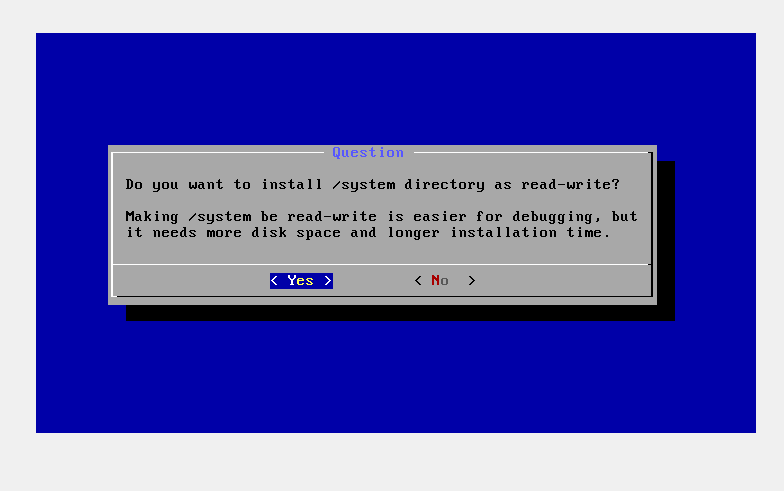 Question
Do you want to install /system directory as read-write?
Making /system be read-write is easier for debugging, but
it needs more disk space and longer installation time.
< Yes > < No >